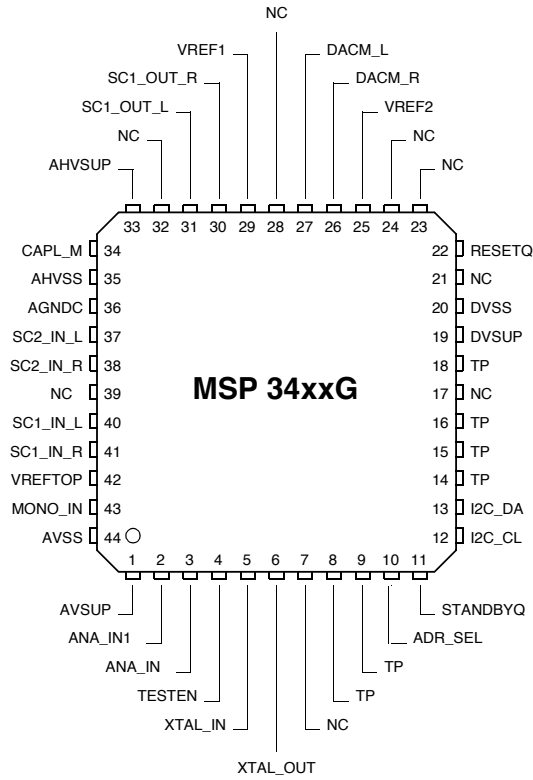 NC
VREF1
DACM_L
SC1_OUT_R
DACM_R
SC1_OUT_L
VREF2
NC
NC
AHVSUP
NC
33 32 31 30 29 28 27 26 25 24 23
CAPL_M 34
22 RESETQ
AHVSS 35
21 NC
AGNDC 36
20 DVSS
SC2_IN_L 37
19 DVSUP
SC2_IN_R 38
18 TP
NC 39
17 NC
MSP 34xxG
SC1_IN_L 40
16 TP
SC1_IN_R 41
15 TP
VREFTOP 42
14 TP
MONO_IN 43
13 I2C_DA
AVSS 44
12 I2C_CL
1 2 3 4 5 6 7 8 9 10 11
AVSUP
STANDBYQ
ANA_IN1
ADR_SEL
ANA_IN
TP
TESTEN
TP
XTAL_IN
NC
XTAL_OUT